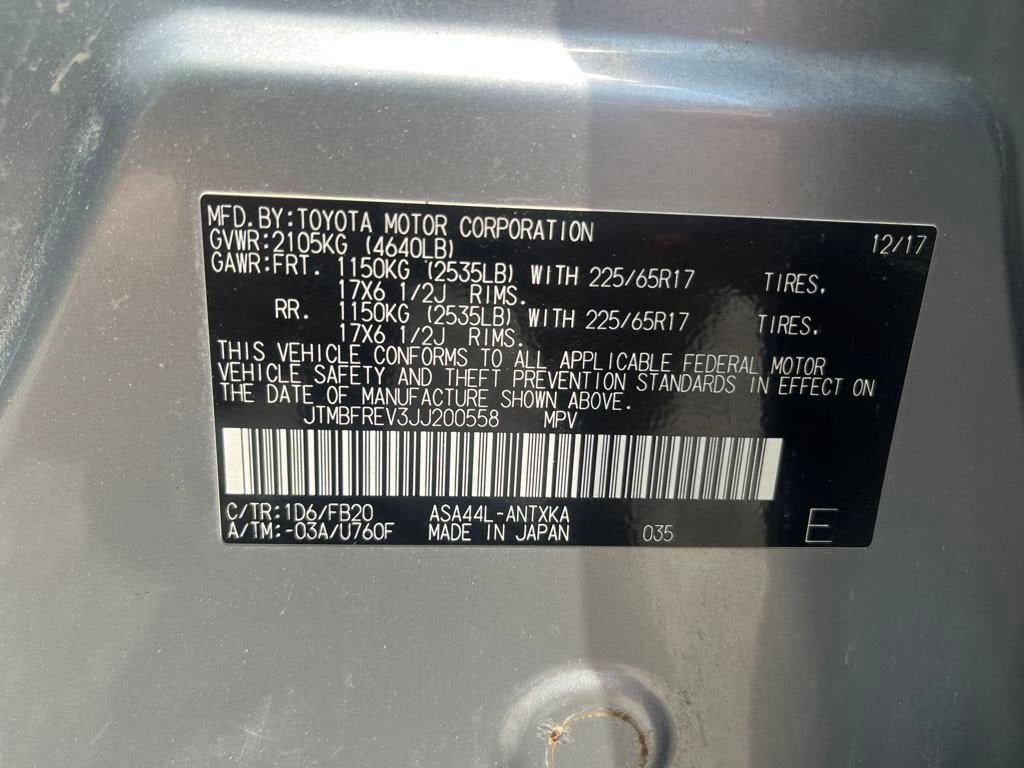 MFD.BY:TOYOTA MOTOR CORPORATION 12/17
GVWR:2105KG (4640LB)
GAWR:FRT. 1150KG (2535LB) WITH 225/65R17 TIRES.
17X6 1/2J RIMS.
RR. 1150KG (2535LB) WITH 225/65R17 TIRES.
17X6 1/2J RIMS.
THIS VEHICLE CONFORMS TO ALL APPLICABLE FEDERAL MOTOR
VEHICLE SAFETY AND THEFT PREVENTION STANDARDS IN EFFECT ON
THE DATE OF MANUFACTURE SHOWN ABOVE.
JTMBFREV3JJ200558 MPV
C/TR:1D6/FB20 ASA44L-ANTXKA
A/TM:-03A/U760F MADE IN JAPAN 035 E